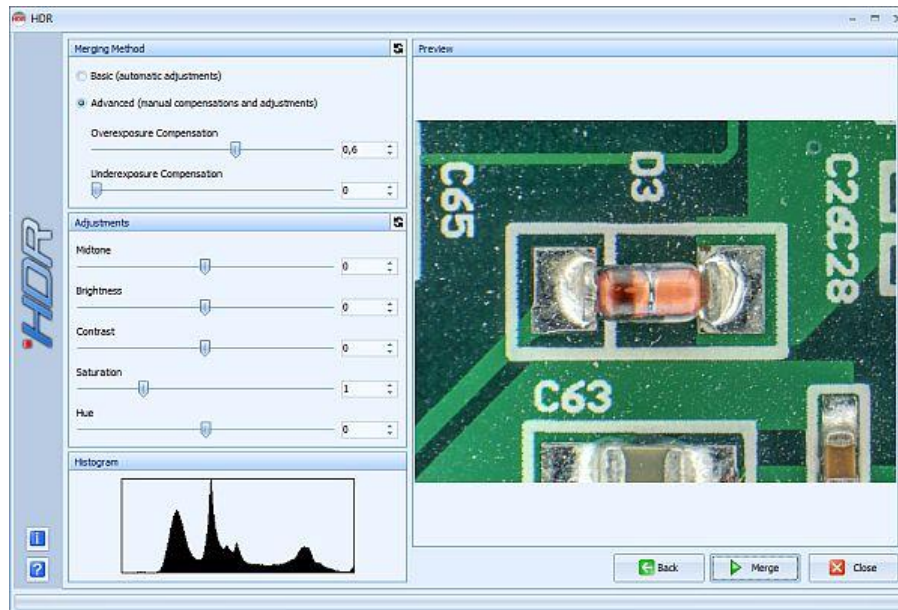 HDR
Merging Method
Basic (automatic adjustments)
Advanced (manual compensations and adjustments)
Overexposure Compensation
0,6
Underexposure Compensation
0
Adjustments
Midtone
0
Brightness
0
Contrast
0
Saturation
1
Hue
0
Histogram
HDR
Preview
C65
D3
C26
C28
C63
Back
Merge
Close